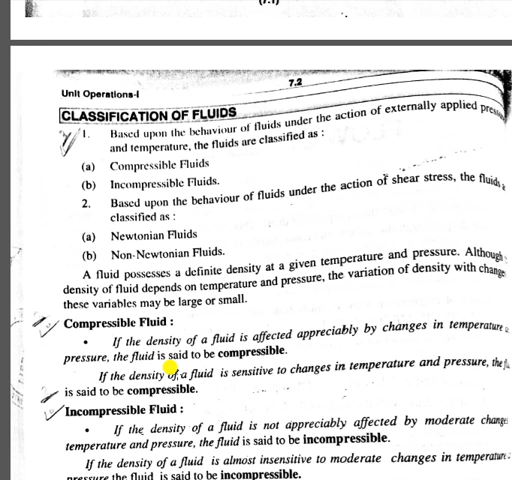 (7.1)
7.2
Unit Operations-I
CLASSIFICATION OF FLUIDS
1. Based upon the behaviour of fluids under the action of externally applied
and temperature, the fluids are classified as :
(a) Compressible Fluids
(b) Incompressible Fluids.
2. Based upon the behaviour of fluids under the action of shear stress, the fluids
classified as :
(a) Newtonian Fluids
(b) Non-Newtonian Fluids.
A fluid possesses a definite density at a given temperature and pressure. Although
density of fluid depends on temperature and pressure, the variation of density with
these variables may be large or small.
Compressible Fluid :
• If the density of a fluid is affected appreciably by changes in temperature
pressure, the fluid is said to be compressible.
If the density of a fluid is sensitive to changes in temperature and pressure, the
is said to be compressible.
Incompressible Fluid :
• If the density of a fluid is not appreciably affected by moderate
temperature and pressure, the fluid is said to be incompressible.
If the density of a fluid is almost insensitive to moderate changes in temperature
pressure the fluid is said to be incompressible.